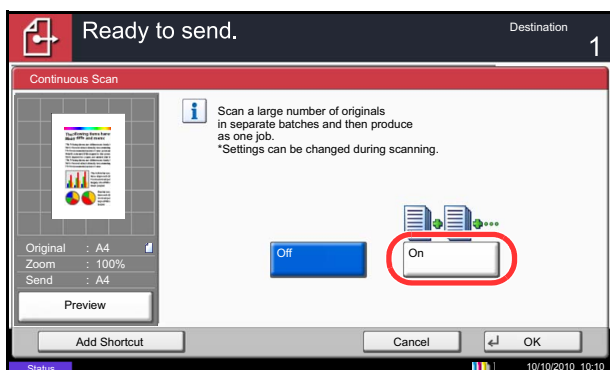 Ready to send.
Destination
1
Continuous Scan
Scan a large number of originals
in separate batches and then produce
as one job.
*Settings can be changed during scanning.
Original : A4
Zoom : 100%
Send : A4
Preview
Off
On
Add Shortcut
Cancel
OK
Status
10/10/2010 10:10